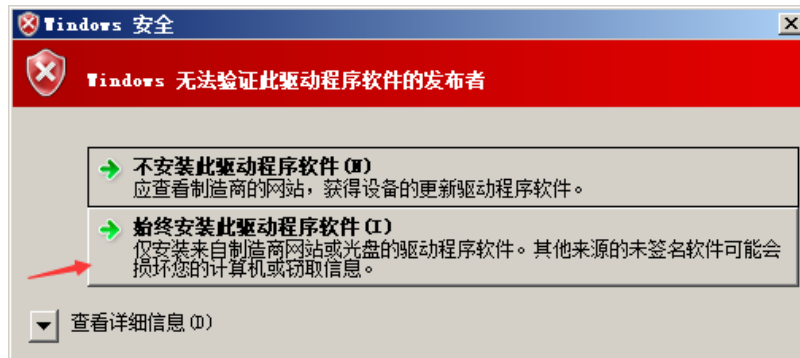 Windows 安全
Windows 无法验证此驱动程序软件的发布者
不安装此驱动程序软件(N)
应查看制造商的网站，获得设备的更新驱动程序软件。
始终安装此驱动程序软件(I)
仅安装来自制造商网站或光盘的驱动程序软件。其他来源的未签名软件可能会
损坏您的计算机或窃取信息。
查看详细信息(D)